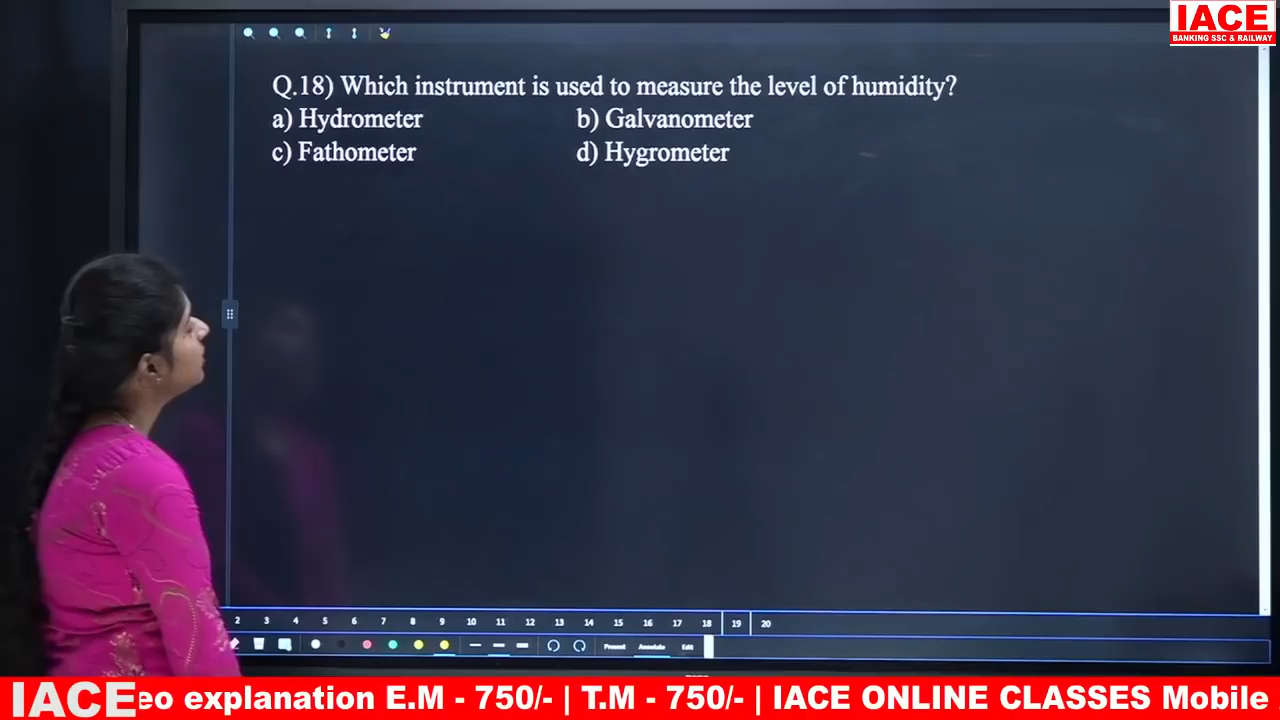 IACE
BANKING SSC & RAILWAY
Q.18) Which instrument is used to measure the level of humidity?
a) Hydrometer b) Galvanometer
c) Fathometer d) Hygrometer
2 3 4 5 6 7 8 9 10 11 12 13 14 15 16 17 18 19 20
Present Annotate Edit
IACE eo explanation E.M - 750/- | T.M - 750/- | IACE ONLINE CLASSES Mobile